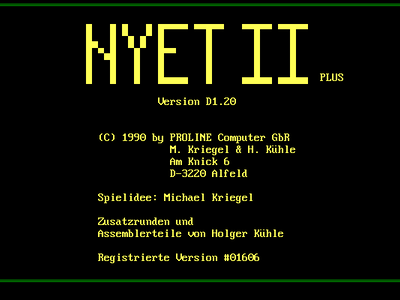 NYET II PLUS
Version D1.20
(C) 1990 by PROLINE Computer GbR
M. Kriegel & H. Kühle
Am Knick 6
D-3220 Alfeld
Spielidee: Michael Kriegel
Zusatzrunden und
Assemblerteile von Holger Kühle
Registrierte Version #01606